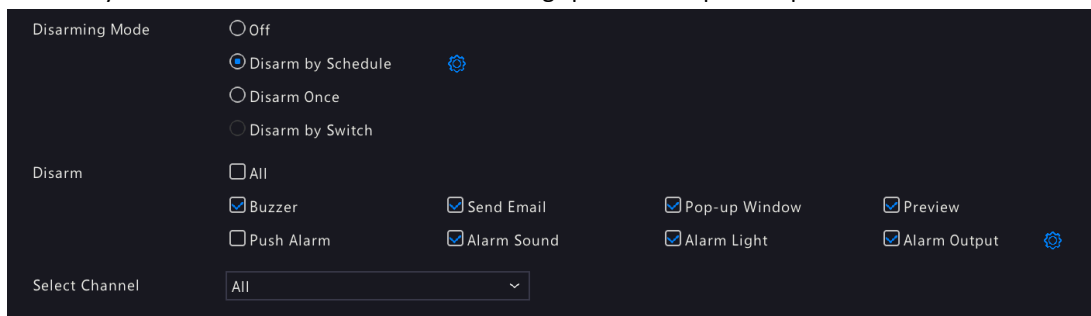 Disarming Mode Off
Disarm by Schedule
Disarm Once
Disarm by Switch
Disarm All
Buzzer Send Email Pop-up Window Preview
Push Alarm Alarm Sound Alarm Light Alarm Output
Select Channel All